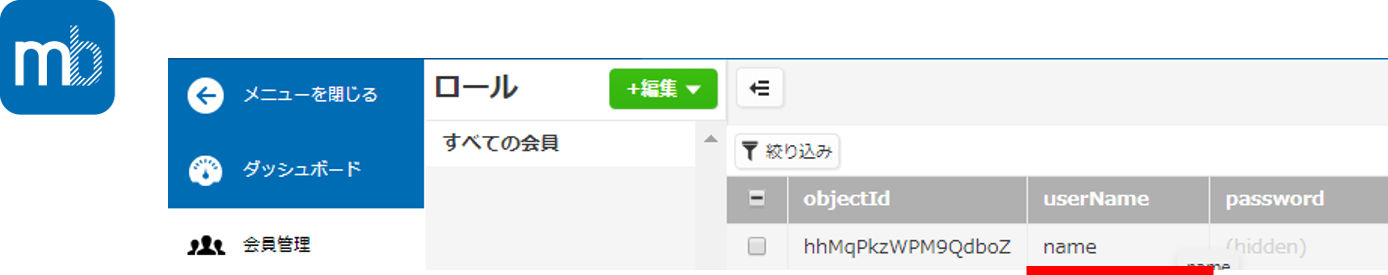 mb
メニューを閉じる
ロール
+編集
すべての会員
ダッシュボード
絞り込み
objectId userName password
会員管理
hhMqPkzWPM9QdboZ name (hidden)
name